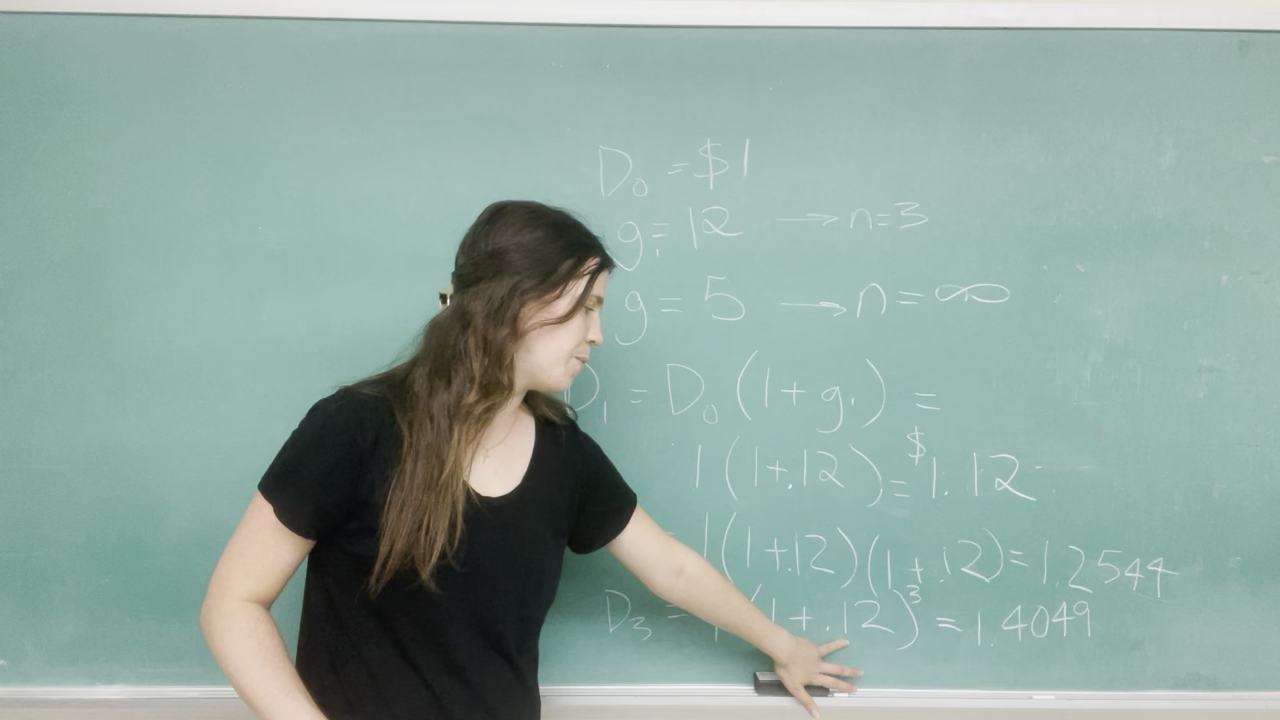 D₀ = $1
g₁ = 12 → n=3
g = 5 → n = ∞
D₁ = D₀ (1 + g₁) =
1 (1+.12) = $1.12
1 (1+.12)(1+.12) = 1.2544
D₃ = (1+.12)³ = 1.4049